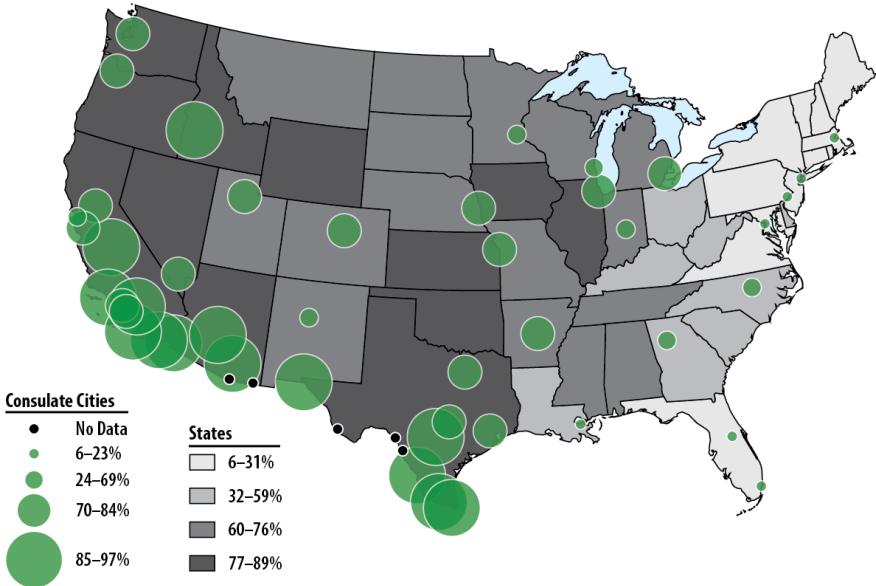 Consulate Cities
No Data
6–23%
24–69%
70–84%
85–97%
States
6–31%
32–59%
60–76%
77–89%